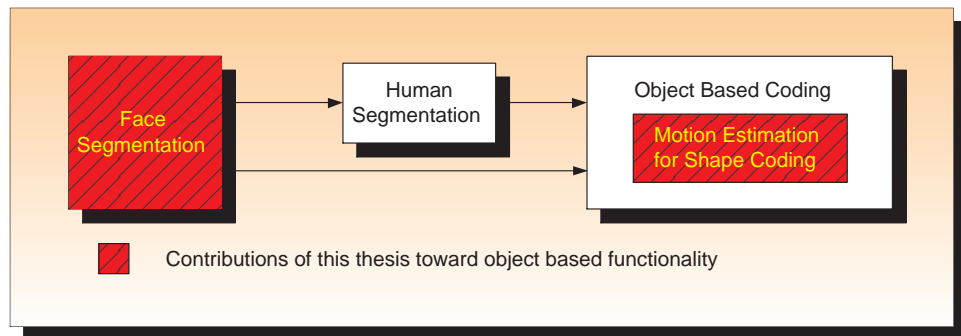 Face
Segmentation
Human
Segmentation
Object Based Coding
Motion Estimation
for Shape Coding
Contributions of this thesis toward object based functionality